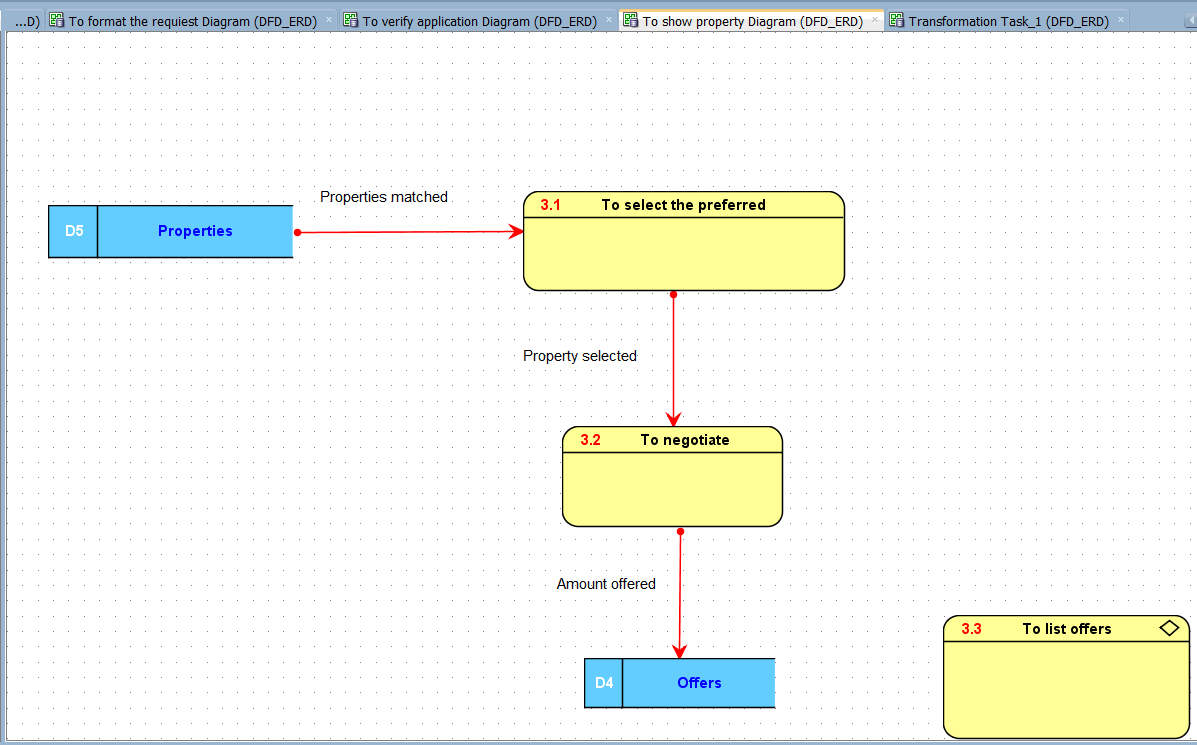 ...D)
To format the requiest Diagram (DFD_ERD)
To verify application Diagram (DFD_ERD)
To show property Diagram (DFD_ERD)
Transformation Task_1 (DFD_ERD)
Properties matched
3.1 To select the preferred
D5 Properties
Property selected
3.2 To negotiate
Amount offered
3.3 To list offers
D4 Offers